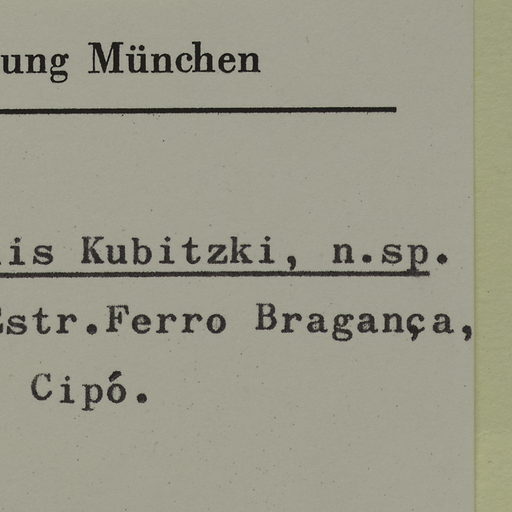 ung München
is Kubitzki, n.sp.
Estr.Ferro Bragança,
Cipó.